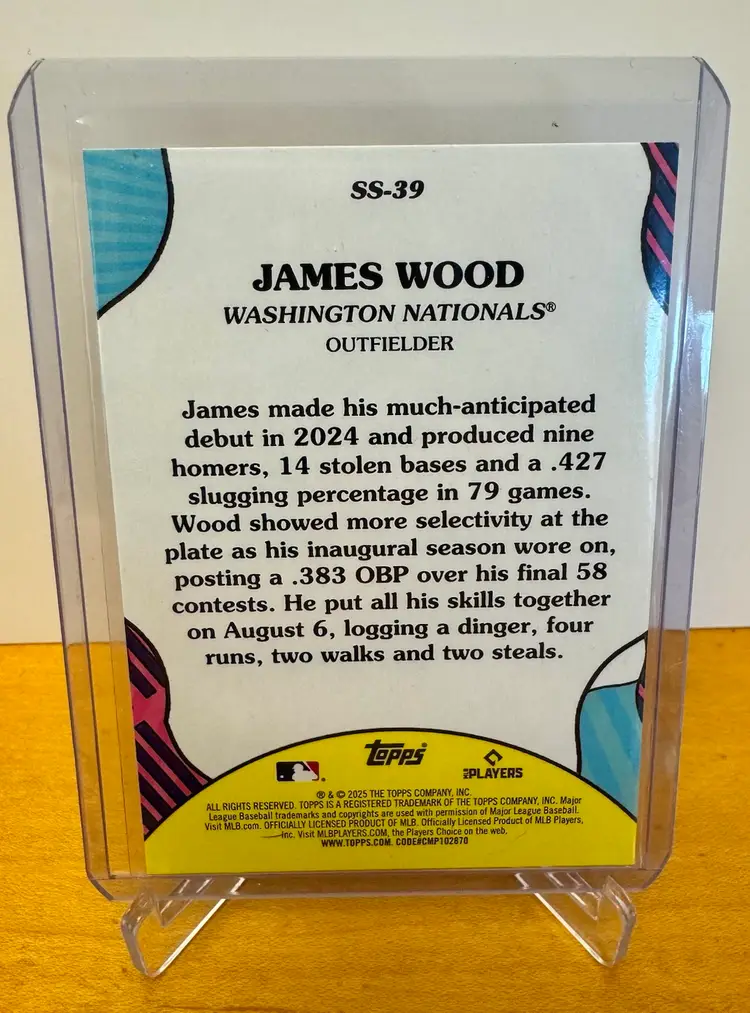 SS-39
JAMES WOOD
WASHINGTON NATIONALS®
OUTFIELDER
James made his much-anticipated
debut in 2024 and produced nine
homers, 14 stolen bases and a .427
slugging percentage in 79 games.
Wood showed more selectivity at the
plate as his inaugural season wore on,
posting a .383 OBP over his final 58
contests. He put all his skills together
on August 6, logging a dinger, four
runs, two walks and two steals.
topps®
MLB PLAYERS
® & © 2025 THE TOPPS COMPANY, INC.
ALL RIGHTS RESERVED. TOPPS IS A REGISTERED TRADEMARK OF THE TOPPS COMPANY, INC. Major
League Baseball trademarks and copyrights are used with permission of Major League Baseball.
Visit MLB.com. OFFICIALLY LICENSED PRODUCT OF MLB. Officially Licensed Product of MLB Players,
Inc. Visit MLBPLAYERS.COM, the Players Choice on the web.
WWW.TOPPS.COM. CODE#CMP102870